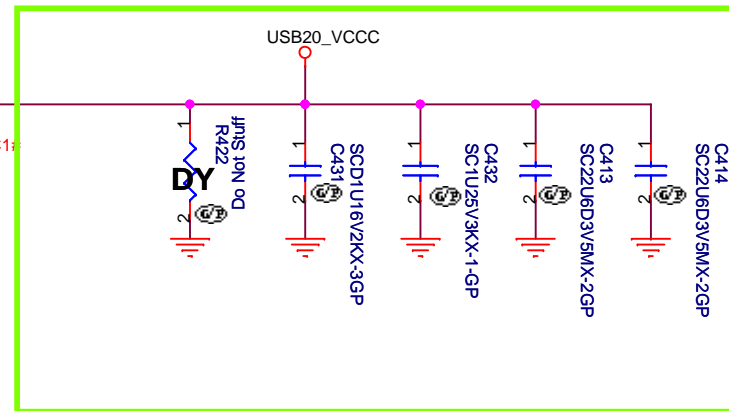 USB20_VCCC
1#
1
2
R422
Do Not Stuff
DY
G/P
1
2
C431
SCD1U16V2KX-3GP
G/P
1
2
C432
SC1U25V3KX-1-GP
G/P
1
2
C413
SC22U6D3V5MX-2GP
G/P
1
2
C414
SC22U6D3V5MX-2GP
G/P